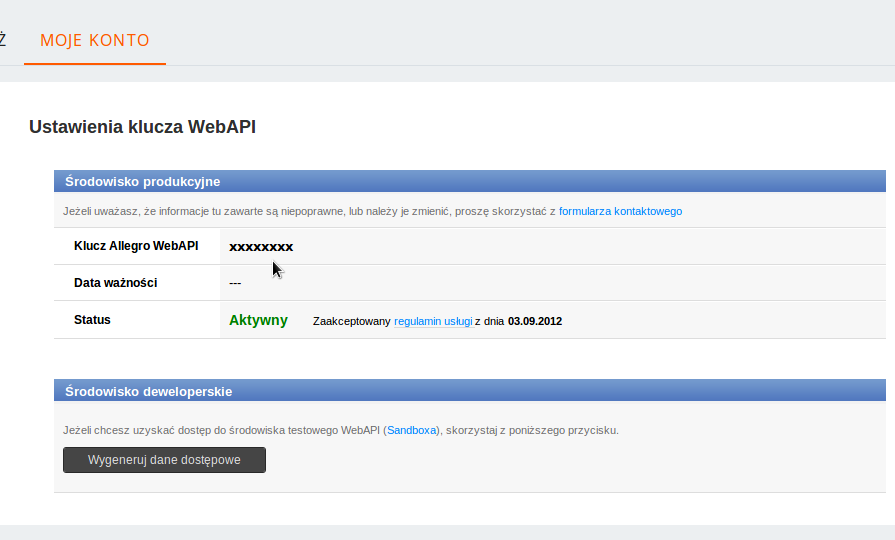 Ż MOJE KONTO
Ustawienia klucza WebAPI
Środowisko produkcyjne
Jeżeli uważasz, że informacje tu zawarte są niepoprawne, lub należy je zmienić, proszę skorzystać z formularza kontaktowego
Klucz Allegro WebAPI xxxxxxxx
Data ważności ---
Status Aktywny Zaakceptowany regulamin usługi z dnia 03.09.2012
Środowisko deweloperskie
Jeżeli chcesz uzyskać dostęp do środowiska testowego WebAPI (Sandboxa), skorzystaj z poniższego przycisku.
Wygeneruj dane dostępowe